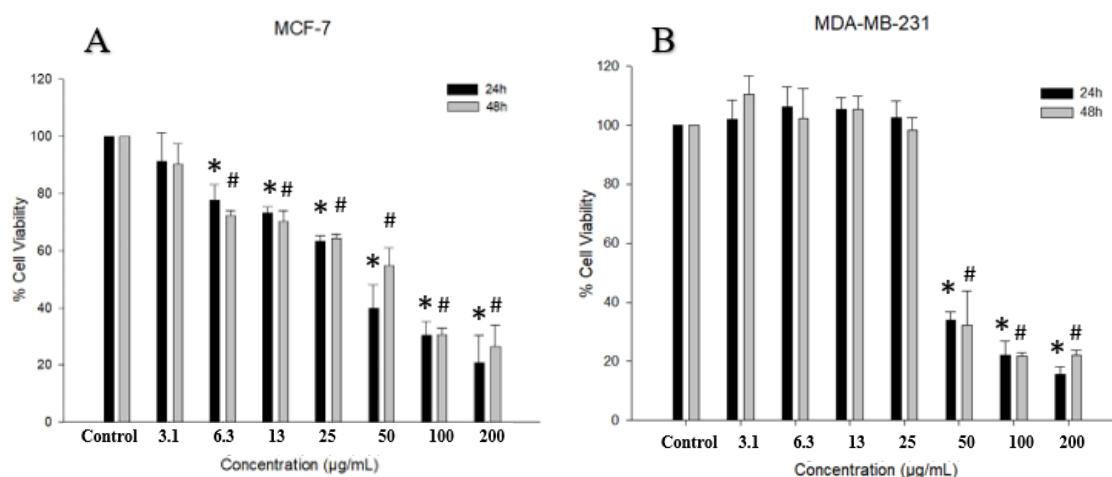 A
MCF-7
120
100
80
60
40
20
0
% Cell Viability
24h
48h
* # * # * # * # * # * #
Control 3.1 6.3 13 25 50 100 200
Concentration (µg/mL)
B
MDA-MB-231
120
100
80
60
40
20
0
% Cell Viability
24h
48h
* # * # * #
Control 3.1 6.3 13 25 50 100 200
Concentration (µg/mL)